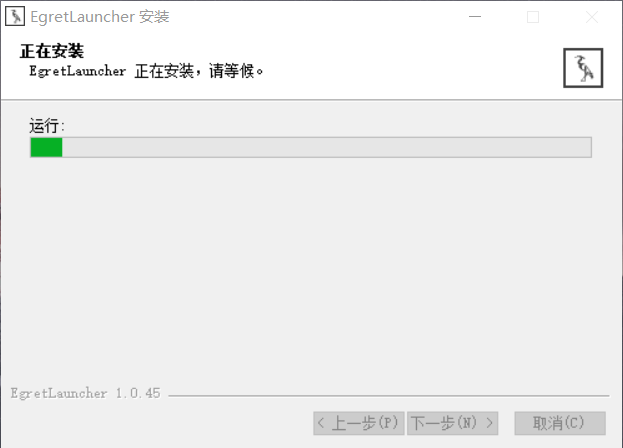 EgretLauncher 安装
正在安装
EgretLauncher 正在安装，请等候。
运行:
EgretLauncher 1.0.45
< 上一步(P) 下一步(N) > 取消(C)